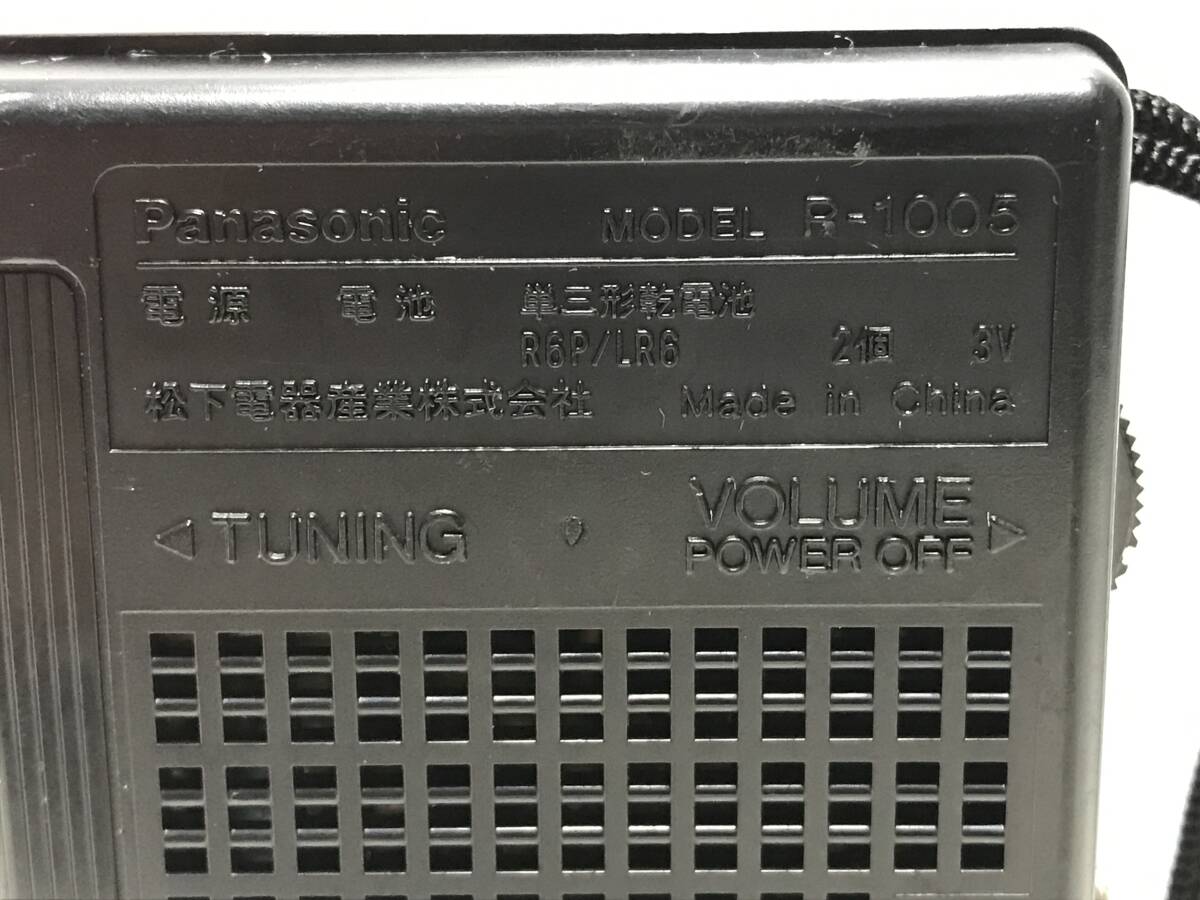 Panasonic MODEL R-1005
電源 電池 単三形乾電池
R6P/LR6 2個 3V
松下電器産業株式会社 Made in China
◁ TUNING VOLUME ▷
POWER OFF